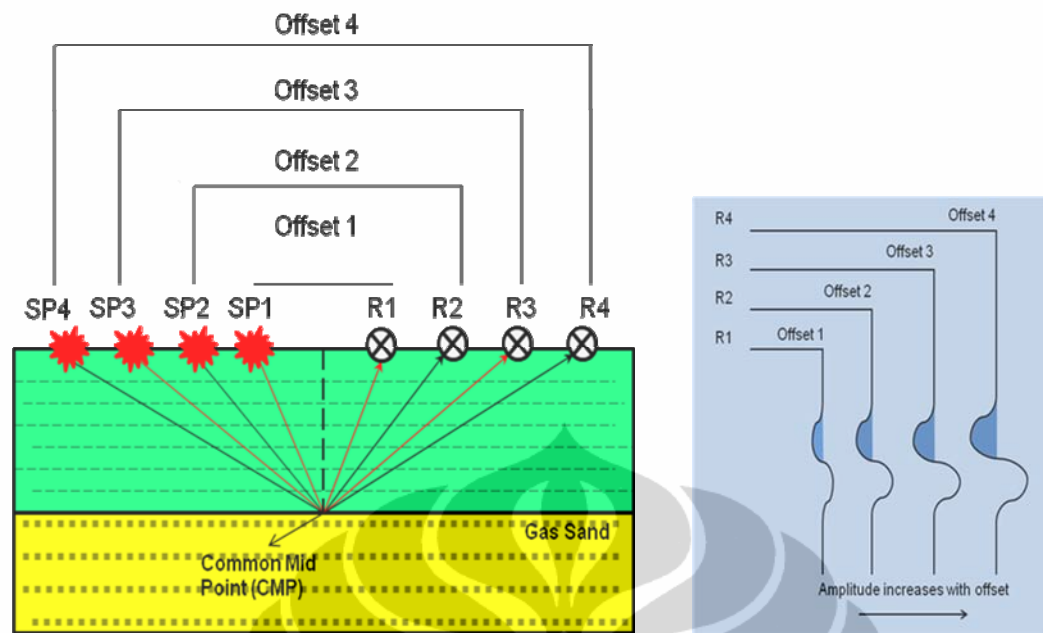 Offset 4
Offset 3
Offset 2
Offset 1
SP4 SP3 SP2 SP1 R1 R2 R3 R4
Gas Sand
Common Mid
Point (CMP)
R4 Offset 4
R3 Offset 3
R2 Offset 2
R1 Offset 1
Amplitude increases with offset